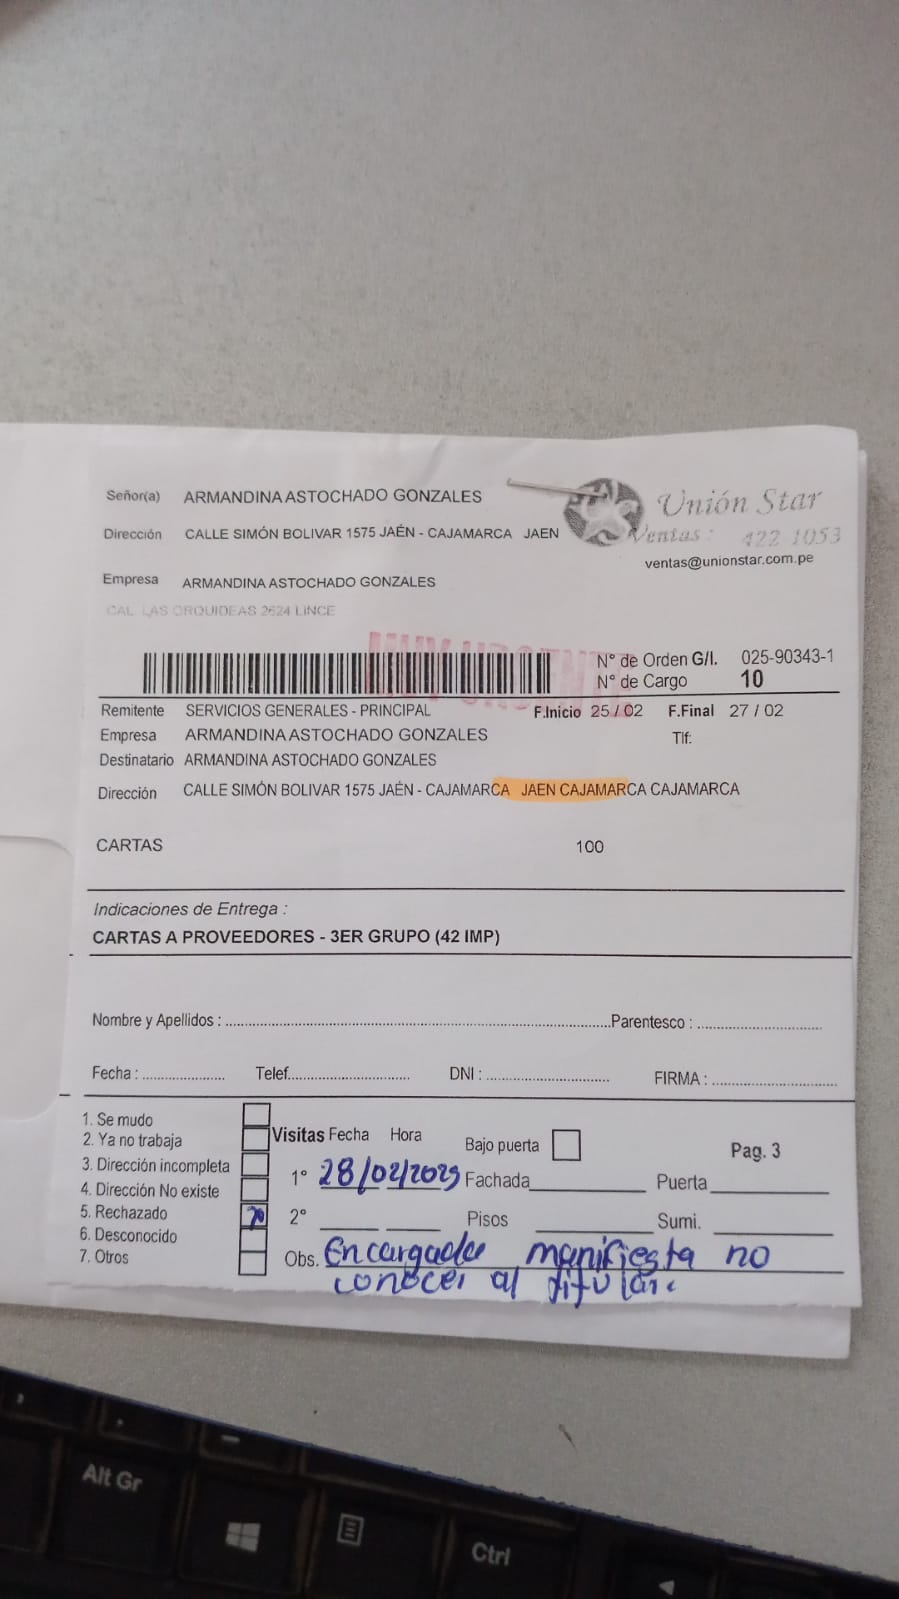 Señor(a) ARMANDINA ASTOCHADO GONZALES
Unión Star
Dirección CALLE SIMÓN BOLIVAR 1575 JAÉN - CAJAMARCA JAEN
Ventas: 422 1053
ventas@unionstar.com.pe
Empresa ARMANDINA ASTOCHADO GONZALES
CAL LAS ORQUIDEAS 2624 LINCE
N° de Orden G/I. 025-90343-1
N° de Cargo 10
Remitente SERVICIOS GENERALES - PRINCIPAL F.Inicio 25 / 02 F.Final 27 / 02
Empresa ARMANDINA ASTOCHADO GONZALES Tlf:
Destinatario ARMANDINA ASTOCHADO GONZALES
Dirección CALLE SIMÓN BOLIVAR 1575 JAÉN - CAJAMARCA JAEN CAJAMARCA CAJAMARCA
CARTAS 100
Indicaciones de Entrega :
CARTAS A PROVEEDORES - 3ER GRUPO (42 IMP)
Nombre y Apellidos : Parentesco :
Fecha : Telef. DNI : FIRMA :
1. Se mudo
2. Ya no trabaja
3. Dirección incompleta
4. Dirección No existe
5. Rechazado
6. Desconocido
7. Otros
Visitas Fecha Hora Bajo puerta Pag. 3
1° 28/02/2023 Fachada Puerta
2° Pisos Sumi.
Obs. Encargada manifiesta no
conocer al titular.
Alt Gr
Ctrl